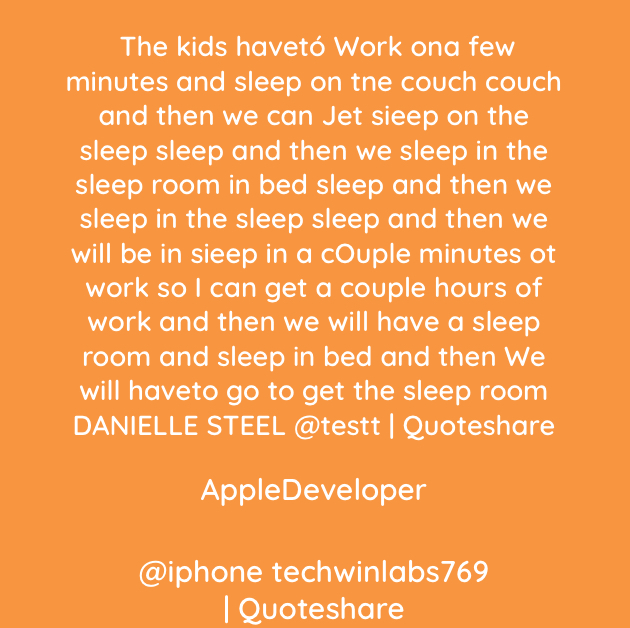 The kids havetó Work ona few
minutes and sleep on tne couch couch
and then we can Jet sieep on the
sleep sleep and then we sleep in the
sleep room in bed sleep and then we
sleep in the sleep sleep and then we
will be in sieep in a cOuple minutes ot
work so I can get a couple hours of
work and then we will have a sleep
room and sleep in bed and then We
will haveto go to get the sleep room
DANIELLE STEEL @testt | Quoteshare
AppleDeveloper
@iphone techwinlabs769
| Quoteshare